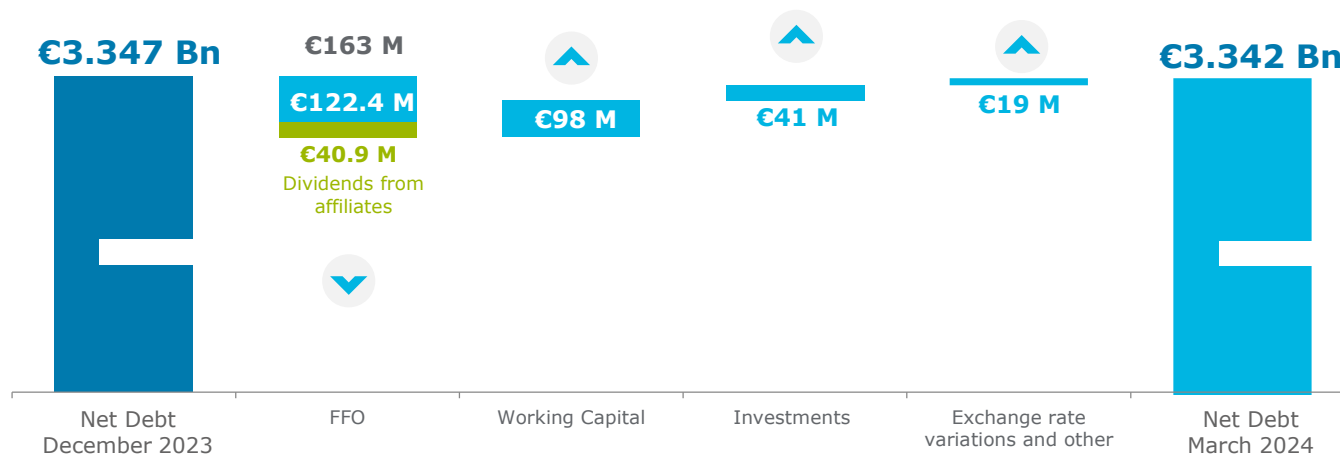 €3.347 Bn
€163 M
€122.4 M
€40.9 M
Dividends from
affiliates
€98 M
€41 M
€19 M
€3.342 Bn
Net Debt
December 2023
FFO
Working Capital
Investments
Exchange rate
variations and other
Net Debt
March 2024